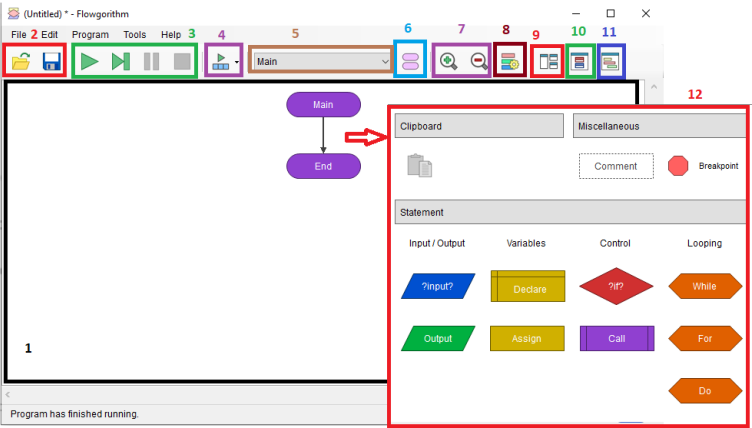 (Untitled) * - Flowgorithm
File 2 Edit Program Tools Help 3 4 5 6 7 8 9 10 11
Main
12
Main
End
Clipboard Miscellaneous
Comment Breakpoint
Statement
Input / Output Variables Control Looping
?input? Declare ?if? While
Output Assign Call For
Do
1
Program has finished running.